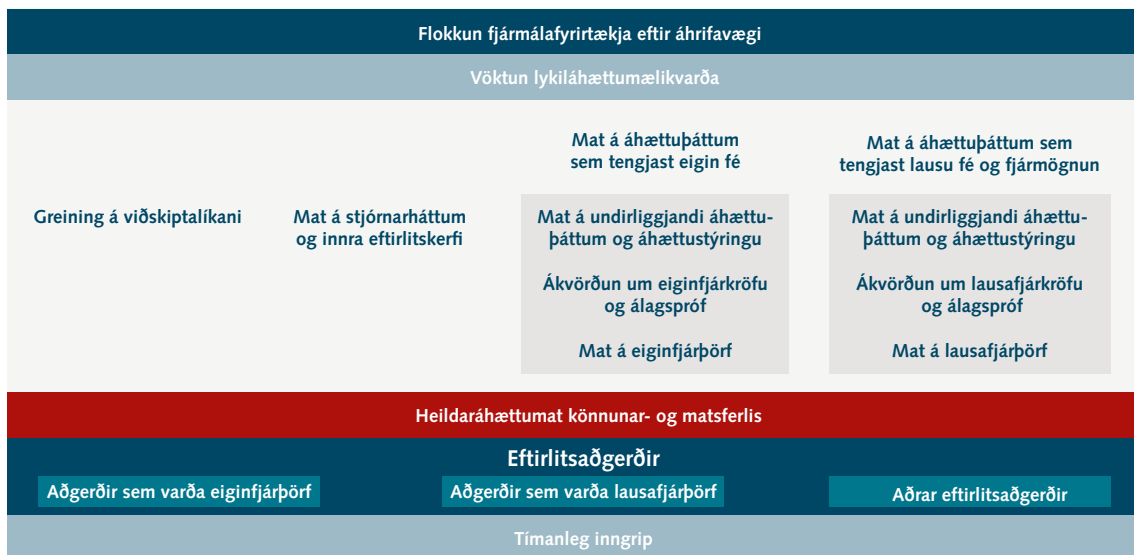 Flokkun fjármálafyrirtækja eftir áhrifavægi
Vöktun lykiláhættumælikvarða
Greining á viðskiptalíkani
Mat á stjórnarháttum
og innra eftirlitskerfi
Mat á áhættuþáttum
sem tengjast eigin fé
Mat á undirliggjandi áhættu-
þáttum og áhættustýringu
Ákvörðun um eiginfjárkröfu
og álagspróf
Mat á eiginfjárþörf
Mat á áhættuþáttum sem
tengjast lausu fé og fjármögnun
Mat á undirliggjandi áhættu-
þáttum og áhættustýringu
Ákvörðun um lausafjárkröfu
og álagspróf
Mat á lausafjárþörf
Heildaráhættumat könnunar- og matsferlis
Eftirlitsaðgerðir
Aðgerðir sem varða eiginfjárþörf
Aðgerðir sem varða lausafjárþörf
Aðrar eftirlitsaðgerðir
Tímanleg inngrip